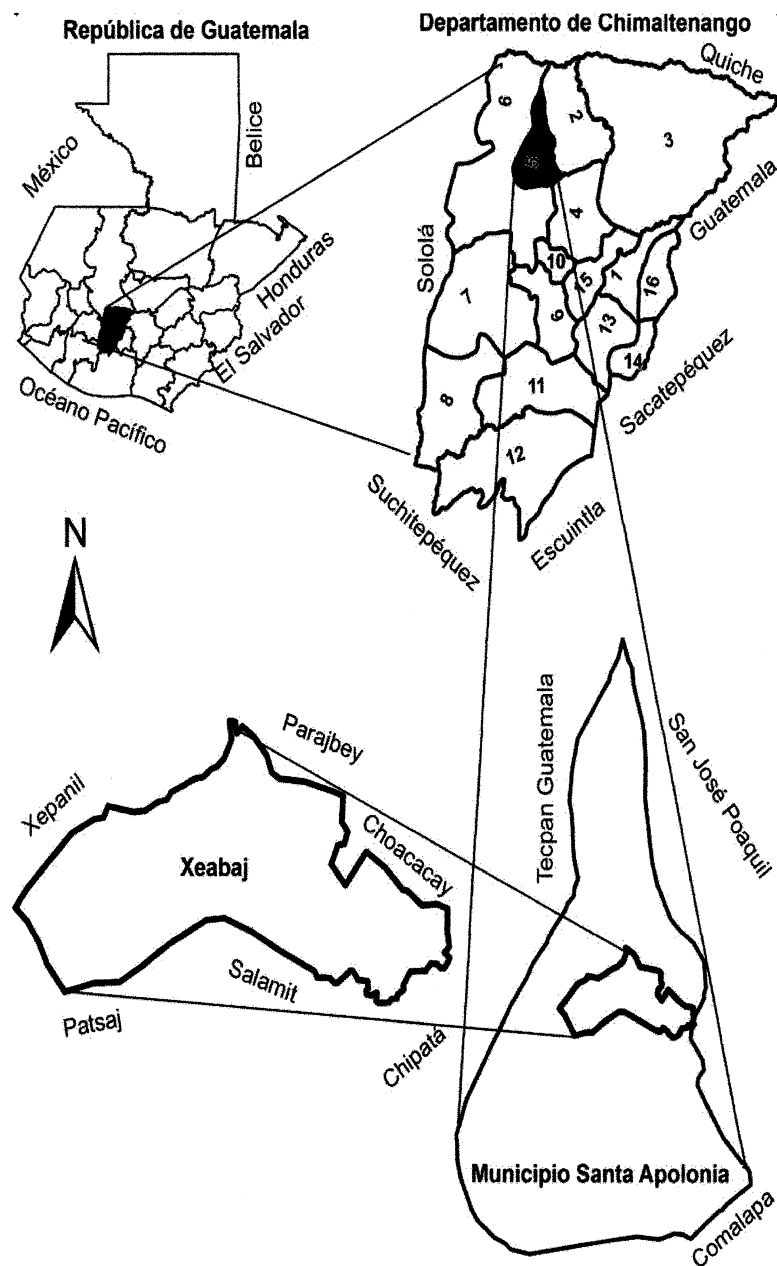 República de Guatemala
Departamento de Chimaltenango
México
Belice
Honduras
El Salvador
Océano Pacífico
Quiche
Guatemala
Sololá
Sacatepéquez
Suchitepéquez
Escuintla
9
2
3
5
4
10
15
1
16
7
6
13
14
8
11
12
N
Parajbey
Xepanil
Choacacay
Xeabaj
Salamit
Patsaj
Tecpan Guatemala
San José Poaquil
Chipatá
Municipio Santa Apolonia
Comalapa